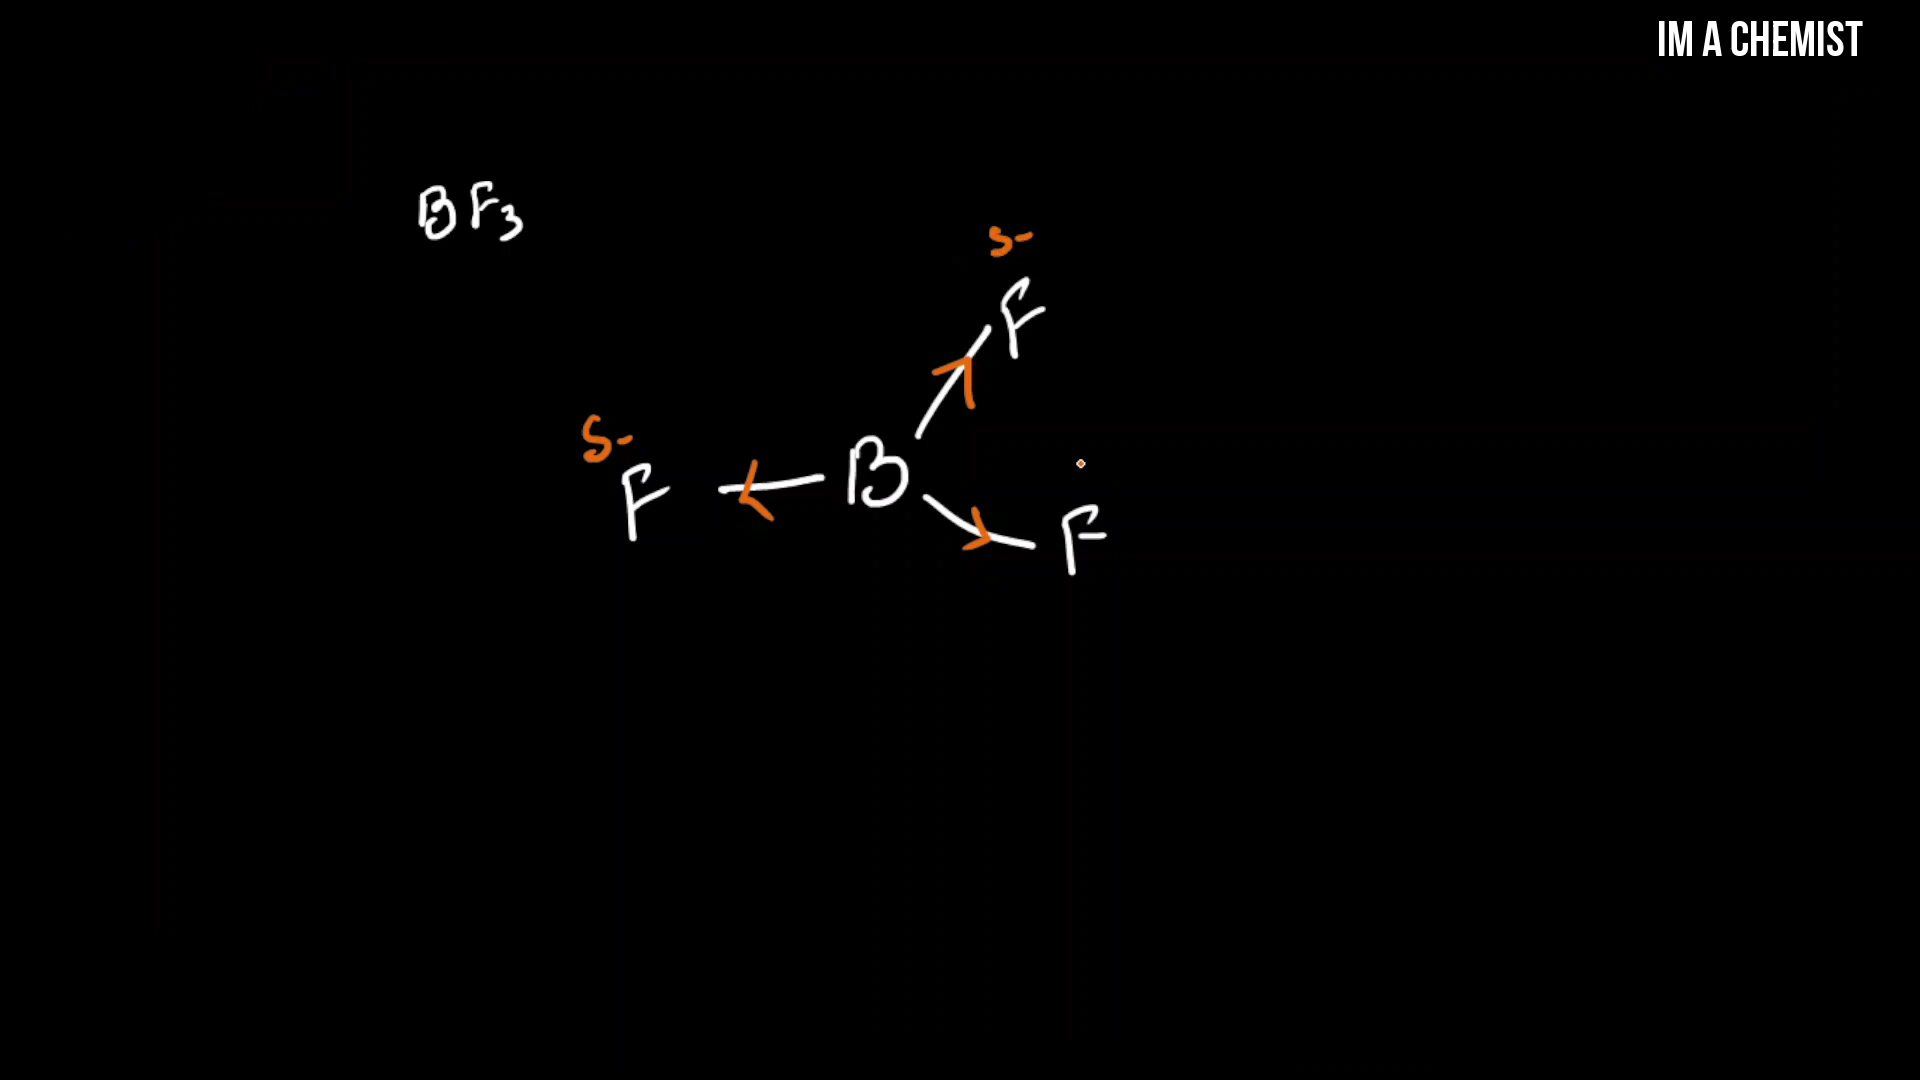 IM A CHEMIST
BF3
S-
F
S-
F
B
F